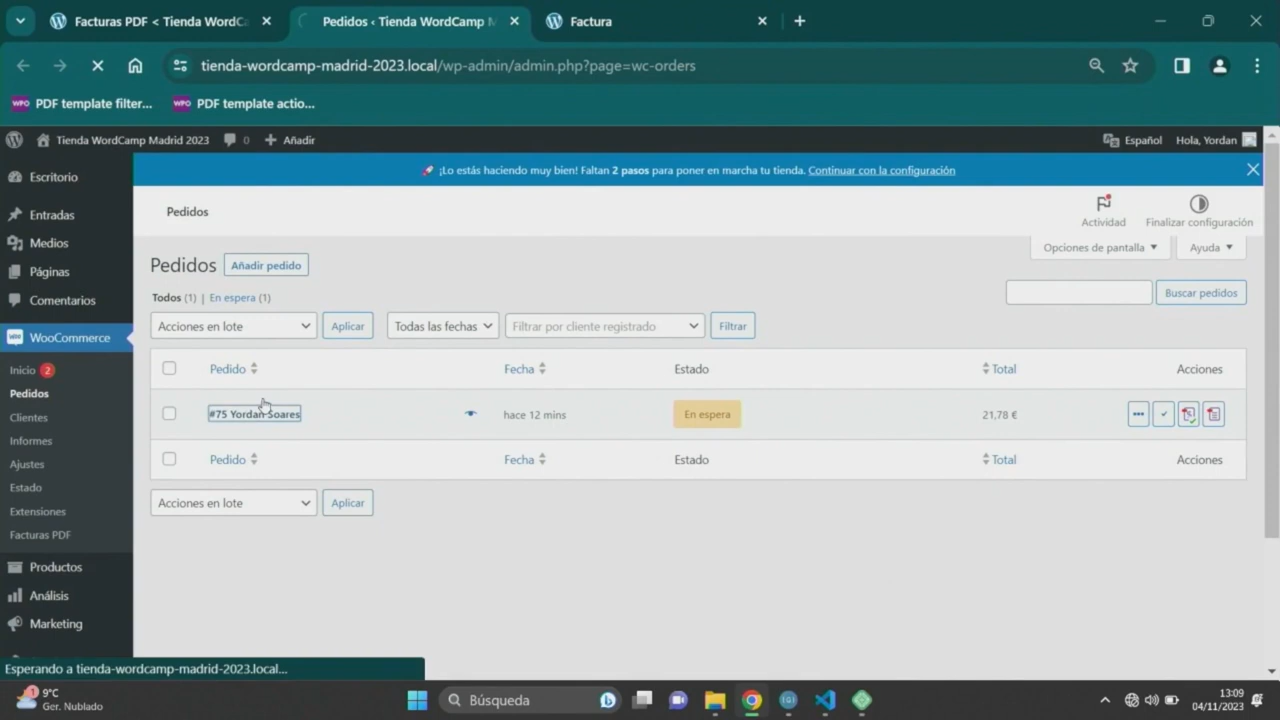 Facturas PDF < Tienda WordCa
Pedidos ‹ Tienda WordCamp M
Factura
tienda-wordcamp-madrid-2023.local/wp-admin/admin.php?page=wc-orders
WPO PDF template filter...
WPO PDF template actio...
Tienda WordCamp Madrid 2023
0
Añadir
Español
Hola, Yordan
Escritorio
Entradas
Medios
Páginas
Comentarios
WooCommerce
Inicio 2
Pedidos
Clientes
Informes
Ajustes
Estado
Extensiones
Facturas PDF
Productos
Análisis
Marketing
🚀 ¡Lo estás haciendo muy bien! Faltan 2 pasos para poner en marcha tu tienda. Continuar con la configuración
Pedidos
Actividad
Finalizar configuración
Opciones de pantalla
Ayuda
Pedidos
Añadir pedido
Todos (1) | En espera (1)
Buscar pedidos
Acciones en lote
Aplicar
Todas las fechas
Filtrar por cliente registrado
Filtrar
Pedido
Fecha
Estado
Total
Acciones
#75 Yordan Soares
hace 12 mins
En espera
21,78 €
Pedido
Fecha
Estado
Total
Acciones
Acciones en lote
Aplicar
Esperando a tienda-wordcamp-madrid-2023.local...
1
9°C
Ger. Nublado
Búsqueda
13:09
04/11/2023